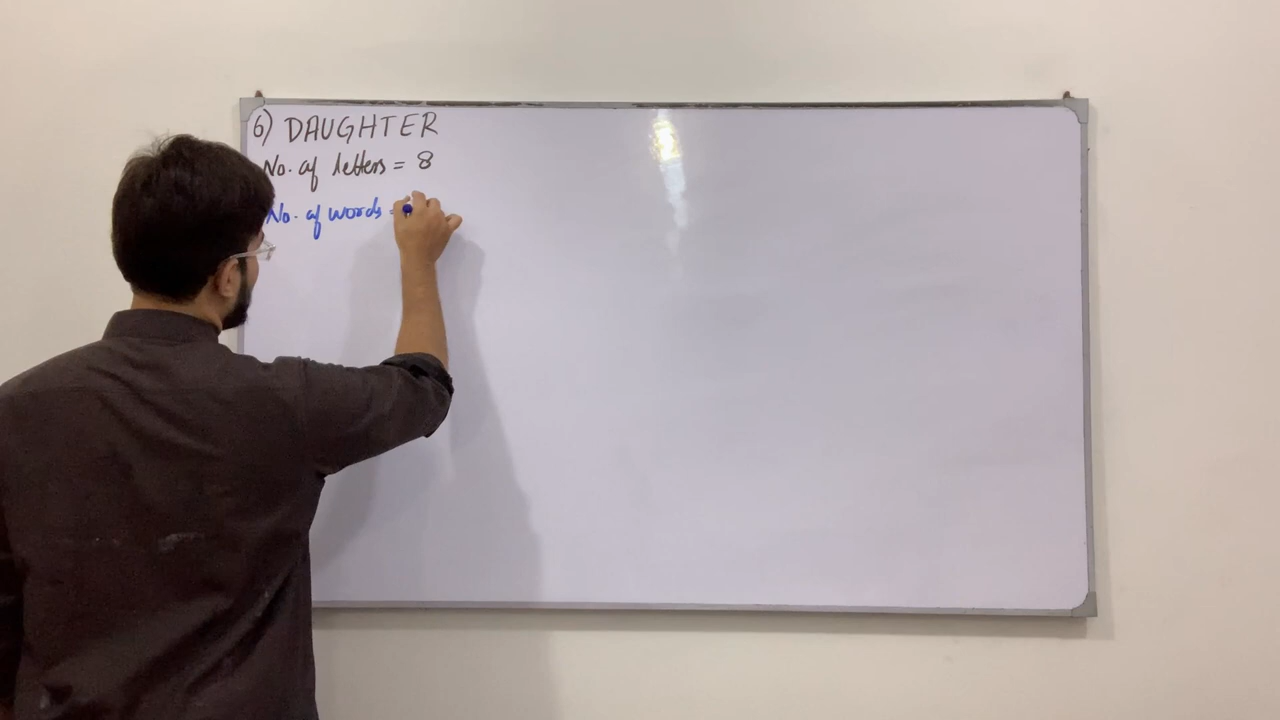 6) DAUGHTER
No. of letters = 8
No. of words =